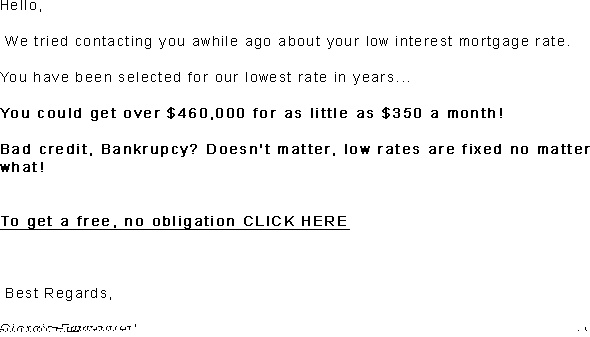 Hello,
We tried contacting you awhile ago about your low interest mortgage rate.
You have been selected for our lowest rate in years...
You could get over $460,000 for as little as $350 a month!
Bad credit, Bankrupcy? Doesn't matter, low rates are fixed no matter
what!
To get a free, no obligation CLICK HERE
Best Regards,